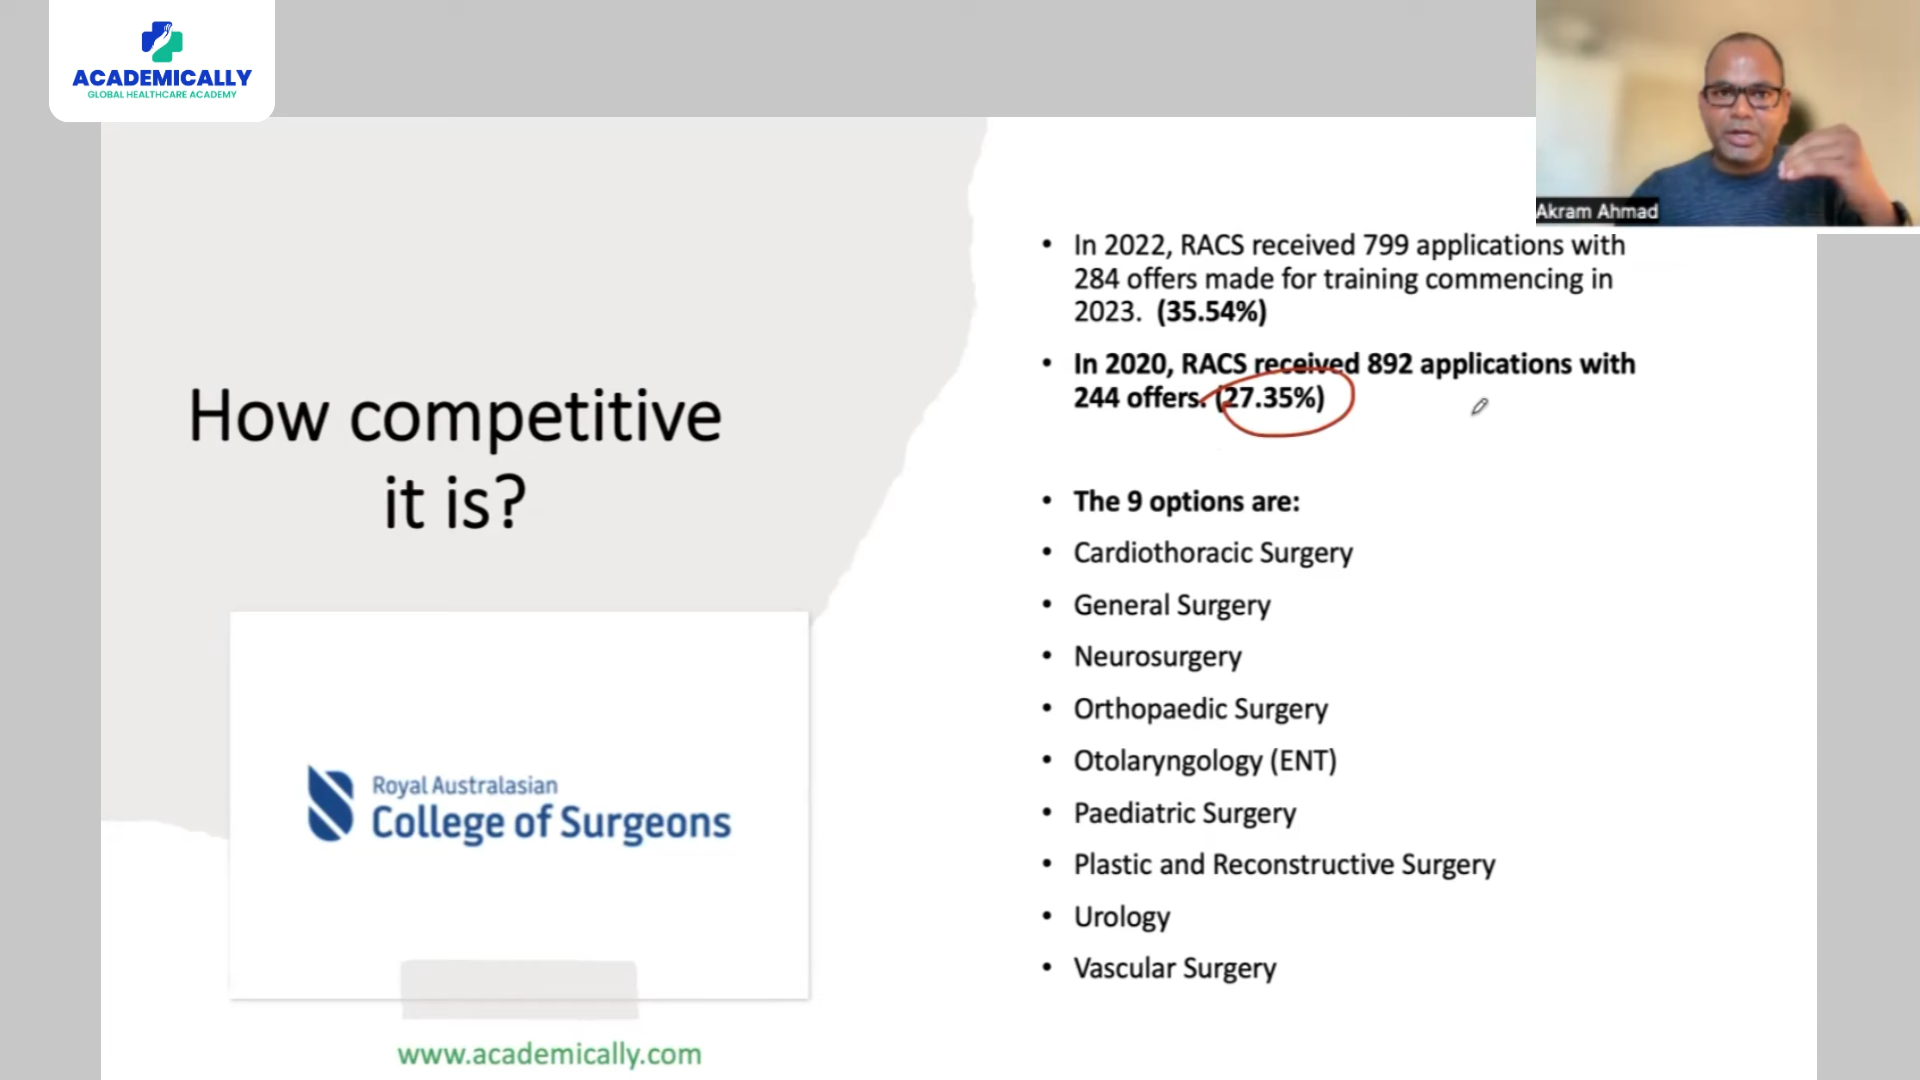 ACADEMICALLY
GLOBAL HEALTHCARE ACADEMY
Akram Ahmad
How competitive
it is?
Royal Australasian
College of Surgeons
www.academically.com
• In 2022, RACS received 799 applications with
284 offers made for training commencing in
2023. (35.54%)
• In 2020, RACS received 892 applications with
244 offers. (27.35%)
• The 9 options are:
• Cardiothoracic Surgery
• General Surgery
• Neurosurgery
• Orthopaedic Surgery
• Otolaryngology (ENT)
• Paediatric Surgery
• Plastic and Reconstructive Surgery
• Urology
• Vascular Surgery